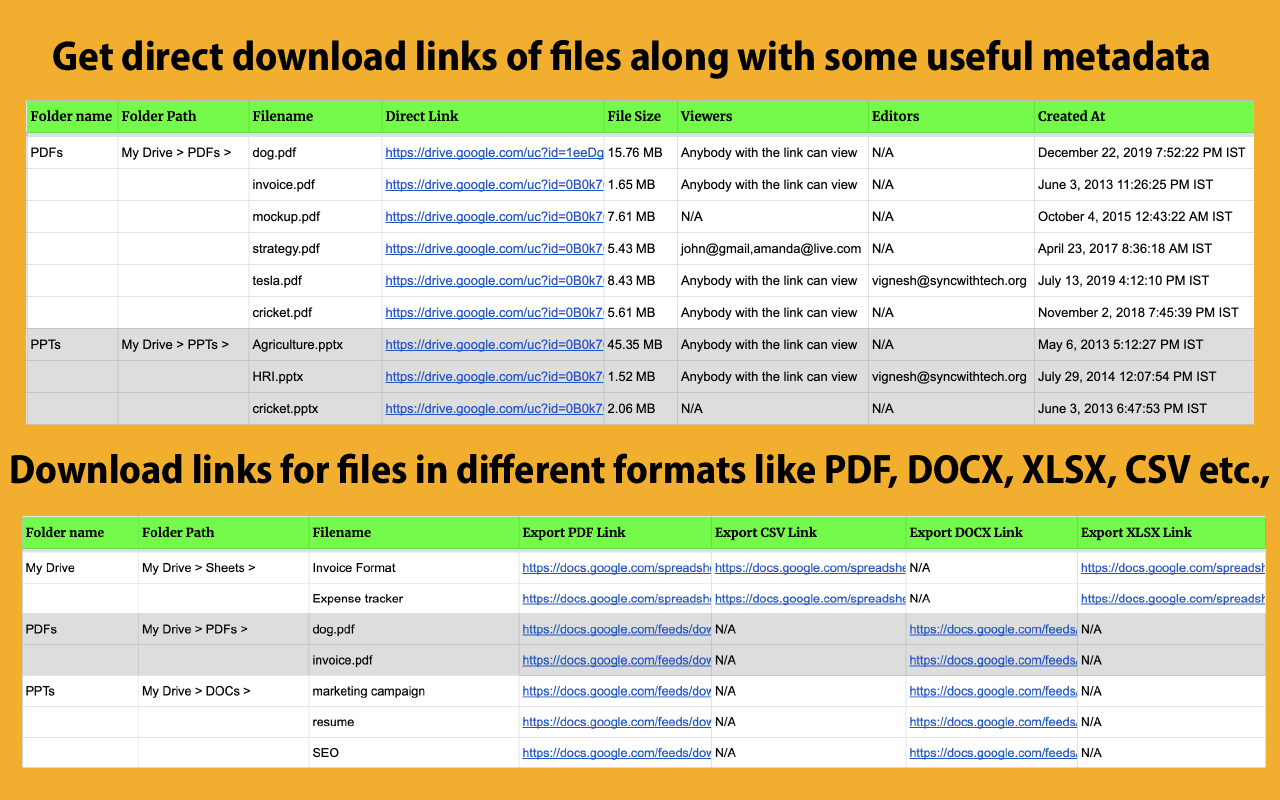 Get direct download links of files along with some useful metadata
Folder name Folder Path Filename Direct Link File Size Viewers Editors Created At
PDFs My Drive > PDFs > dog.pdf https://drive.google.com/uc?id=1eeDg 15.76 MB Anybody with the link can view N/A December 22, 2019 7:52:22 PM IST
invoice.pdf https://drive.google.com/uc?id=0B0k7 1.65 MB Anybody with the link can view N/A June 3, 2013 11:26:25 PM IST
mockup.pdf https://drive.google.com/uc?id=0B0k7 7.61 MB N/A N/A October 4, 2015 12:43:22 AM IST
strategy.pdf https://drive.google.com/uc?id=0B0k7 5.43 MB john@gmail,amanda@live.com N/A April 23, 2017 8:36:18 AM IST
tesla.pdf https://drive.google.com/uc?id=0B0k7 8.43 MB Anybody with the link can view vignesh@syncwithtech.org July 13, 2019 4:12:10 PM IST
cricket.pdf https://drive.google.com/uc?id=0B0k7 5.61 MB Anybody with the link can view N/A November 2, 2018 7:45:39 PM IST
PPTs My Drive > PPTs > Agriculture.pptx https://drive.google.com/uc?id=0B0k7 45.35 MB Anybody with the link can view N/A May 6, 2013 5:12:27 PM IST
HRI.pptx https://drive.google.com/uc?id=0B0k7 1.52 MB Anybody with the link can view vignesh@syncwithtech.org July 29, 2014 12:07:54 PM IST
cricket.pptx https://drive.google.com/uc?id=0B0k7 2.06 MB N/A N/A June 3, 2013 6:47:53 PM IST
Download links for files in different formats like PDF, DOCX, XLSX, CSV etc.,
Folder name Folder Path Filename Export PDF Link Export CSV Link Export DOCX Link Export XLSX Link
My Drive My Drive > Sheets > Invoice Format https://docs.google.com/spreadsh https://docs.google.com/spreadshe N/A https://docs.google.com/spreadsh
Expense tracker https://docs.google.com/spreadsh https://docs.google.com/spreadshe N/A https://docs.google.com/spreadsh
PDFs My Drive > PDFs > dog.pdf https://docs.google.com/feeds/dow N/A https://docs.google.com/feeds/ N/A
invoice.pdf https://docs.google.com/feeds/dow N/A https://docs.google.com/feeds/ N/A
PPTs My Drive > DOCs > marketing campaign https://docs.google.com/feeds/dow N/A https://docs.google.com/feeds/ N/A
resume https://docs.google.com/feeds/dow N/A https://docs.google.com/feeds/ N/A
SEO https://docs.google.com/feeds/dow N/A https://docs.google.com/feeds/ N/A